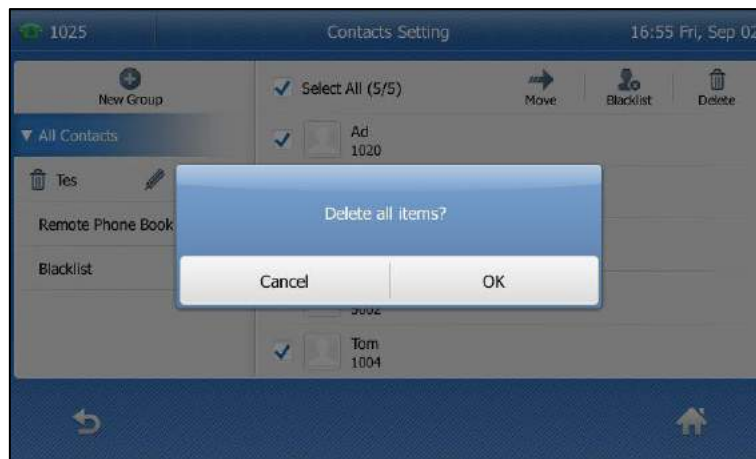 1025 Contacts Setting 16:55 Fri, Sep 02
New Group
Select All (5/5) Move Blacklist Delete
All Contacts
Ad
1020
Tes
Delete all items?
Remote Phone Book
Blacklist
Cancel OK
Tom
1004